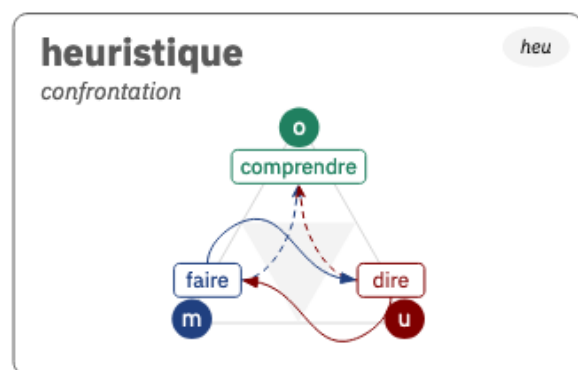 heuristique
heu
confrontation
o
comprendre
faire
dire
m
u